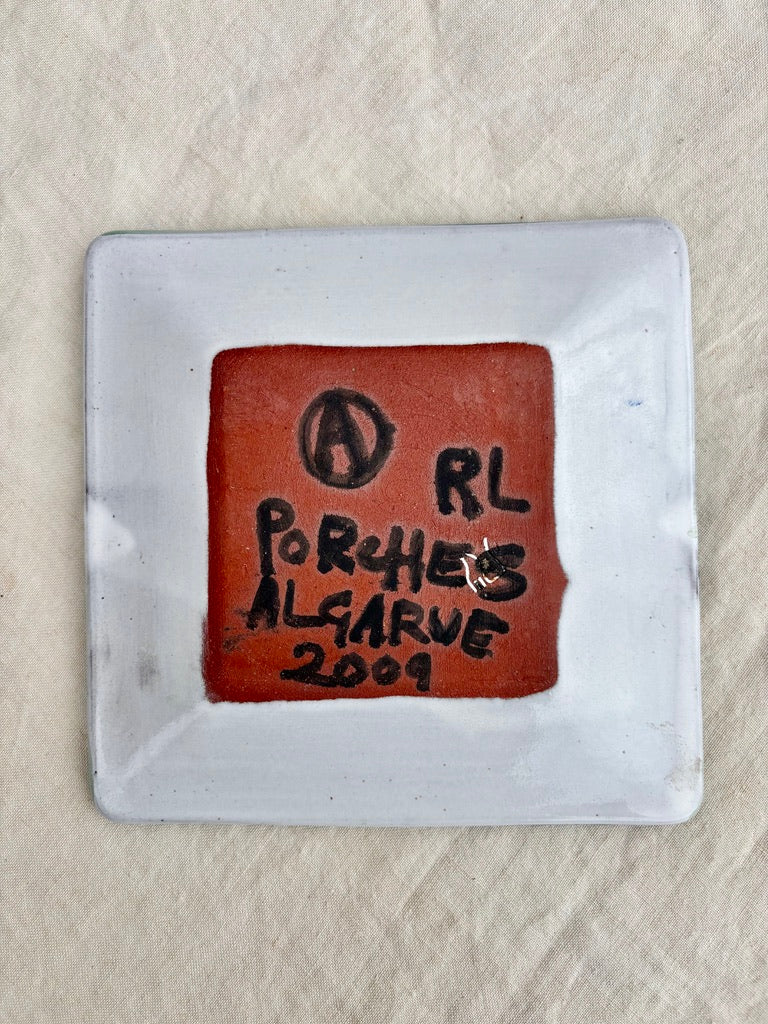 Ⓐ
RL
PORCHES
ALGARVE
2009